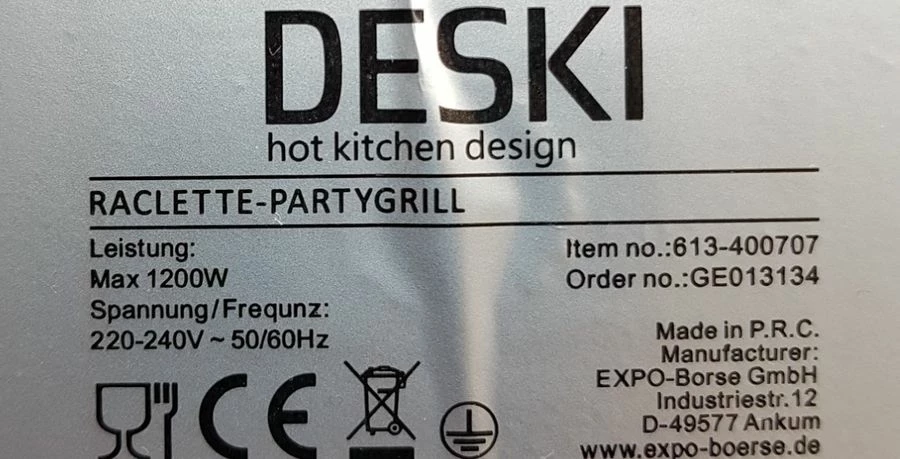 DESKI
hot kitchen design
RACLETTE-PARTYGRILL
Leistung:
Max 1200W
Spannung/Frequnz:
220-240V ~ 50/60Hz
Item no.:613-400707
Order no.:GE013134
Made in P.R.C.
Manufacturer:
EXPO-Borse GmbH
Industriestr.12
D-49577 Ankum
www.expo-boerse.de
CE